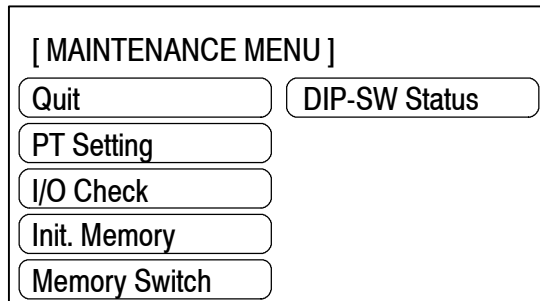 [ MAINTENANCE MENU ]
Quit
DIP-SW Status
PT Setting
I/O Check
Init. Memory
Memory Switch